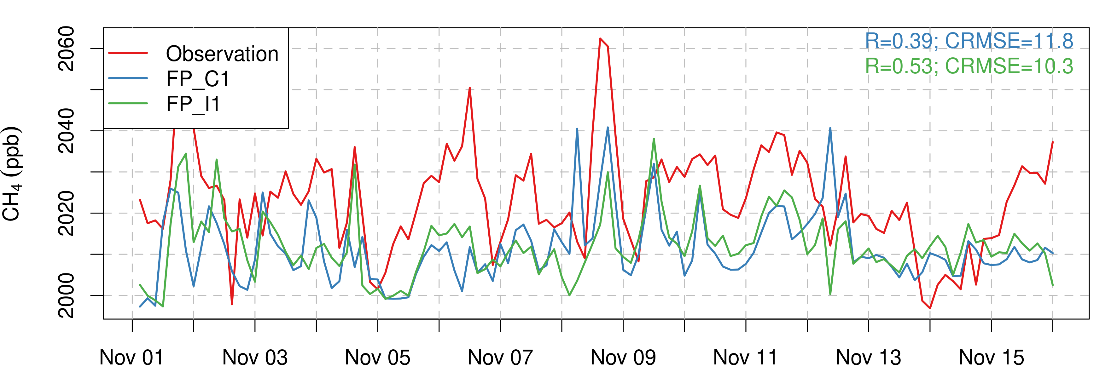 CH₄ (ppb)
2060
2040
2020
2000
Observation
FP_C1
FP_I1
R=0.39; CRMSE=11.8
R=0.53; CRMSE=10.3
Nov 01 Nov 03 Nov 05 Nov 07 Nov 09 Nov 11 Nov 13 Nov 15